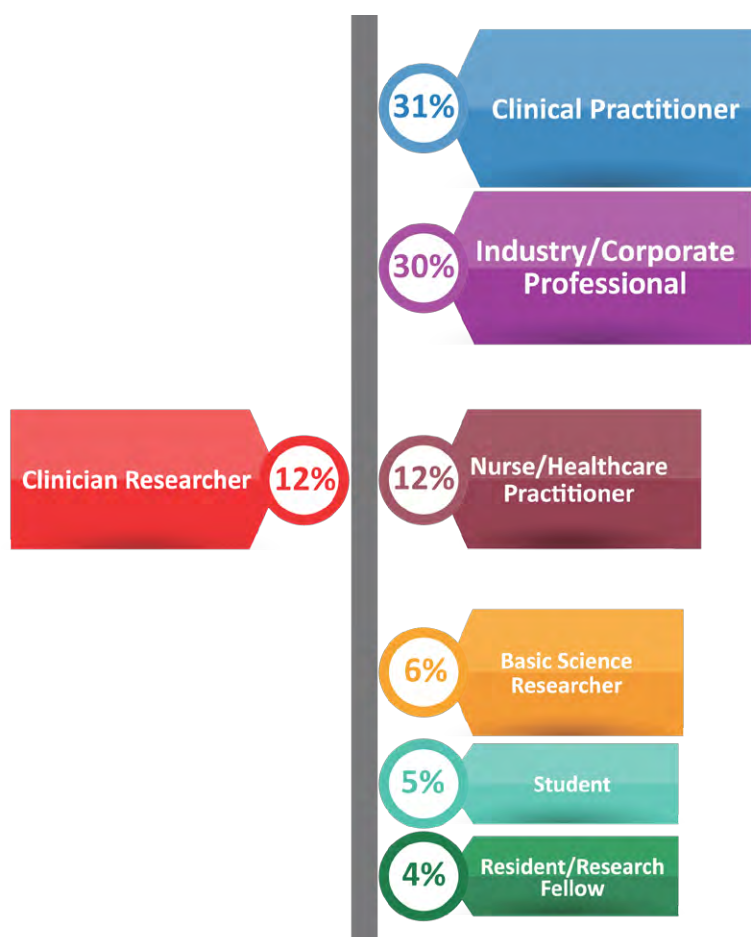 31%
Clinical Practitioner
30%
Industry/Corporate
Professional
Clinician Researcher
12%
12%
Nurse/Healthcare
Practitioner
6%
Basic Science
Researcher
5%
Student
4%
Resident/Research
Fellow